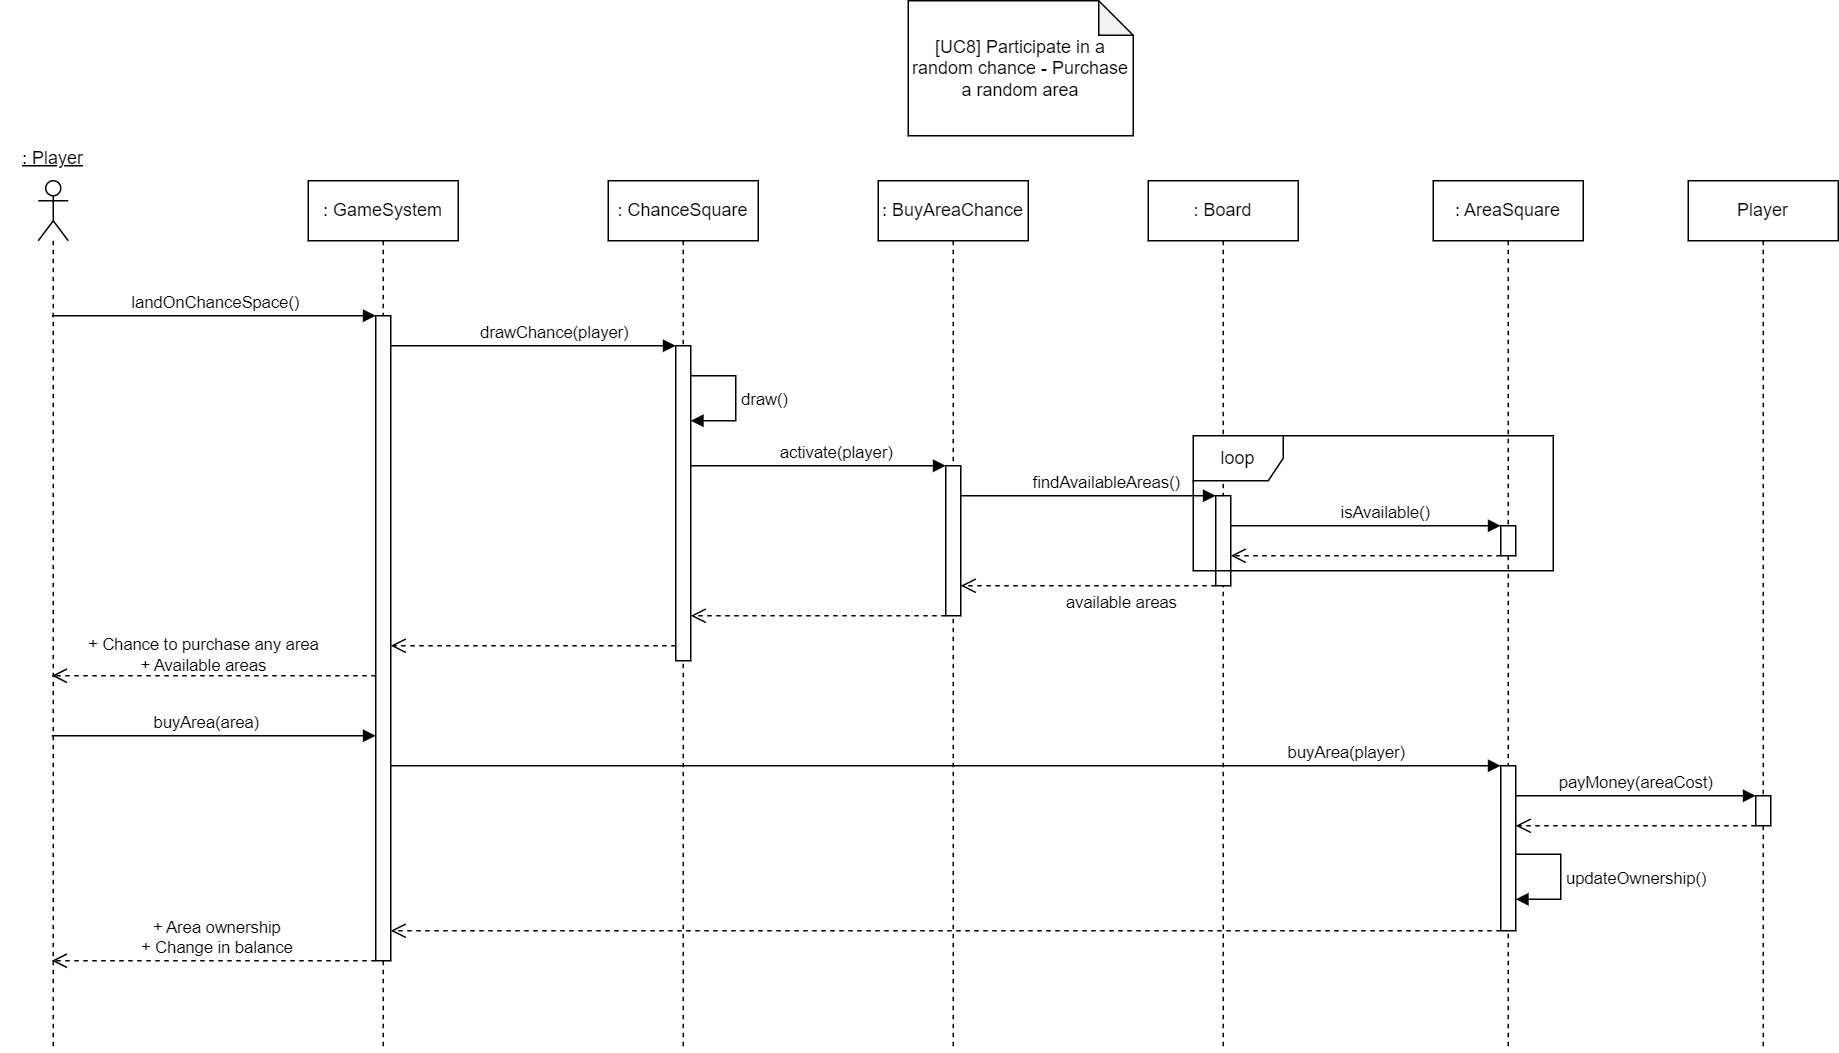 [UC8] Participate in a
random chance - Purchase
a random area
: Player
: GameSystem
: ChanceSquare
: BuyAreaChance
: Board
: AreaSquare
Player
landOnChanceSpace()
drawChance(player)
draw()
activate(player)
loop
findAvailableAreas()
isAvailable()
available areas
+ Chance to purchase any area
+ Available areas
buyArea(area)
buyArea(player)
payMoney(areaCost)
updateOwnership()
+ Area ownership
+ Change in balance